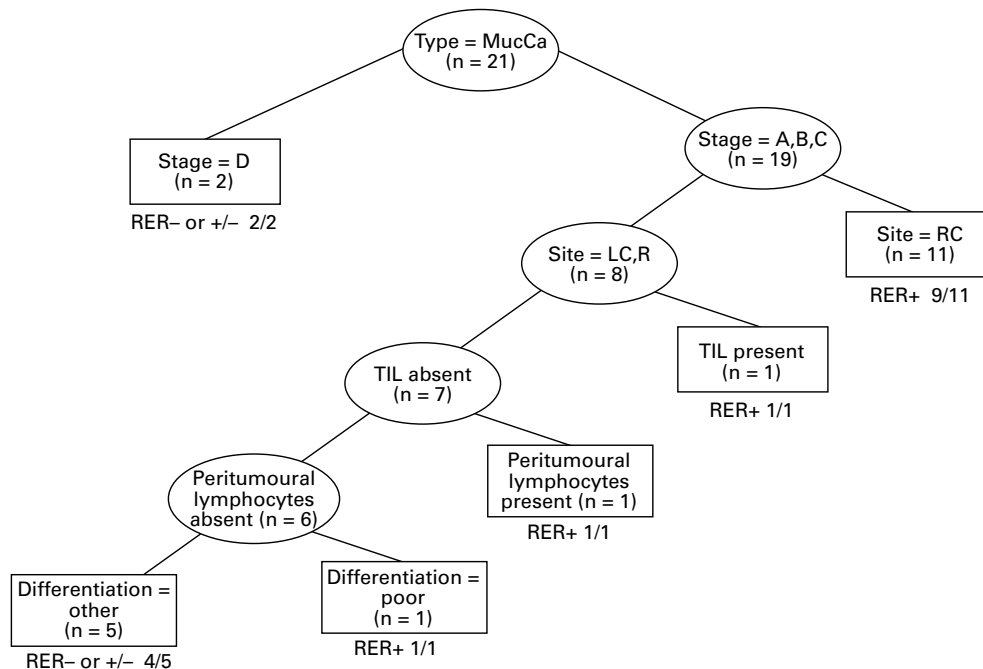 Type = MucCa
(n = 21)
Stage = D
(n = 2)
RER– or +/– 2/2
Stage = A,B,C
(n = 19)
Site = LC,R
(n = 8)
Site = RC
(n = 11)
RER+ 9/11
TIL absent
(n = 7)
TIL present
(n = 1)
RER+ 1/1
Peritumoural
lymphocytes
absent (n = 6)
Peritumoural
lymphocytes
present (n = 1)
RER+ 1/1
Differentiation =
other
(n = 5)
RER– or +/– 4/5
Differentiation =
poor
(n = 1)
RER+ 1/1